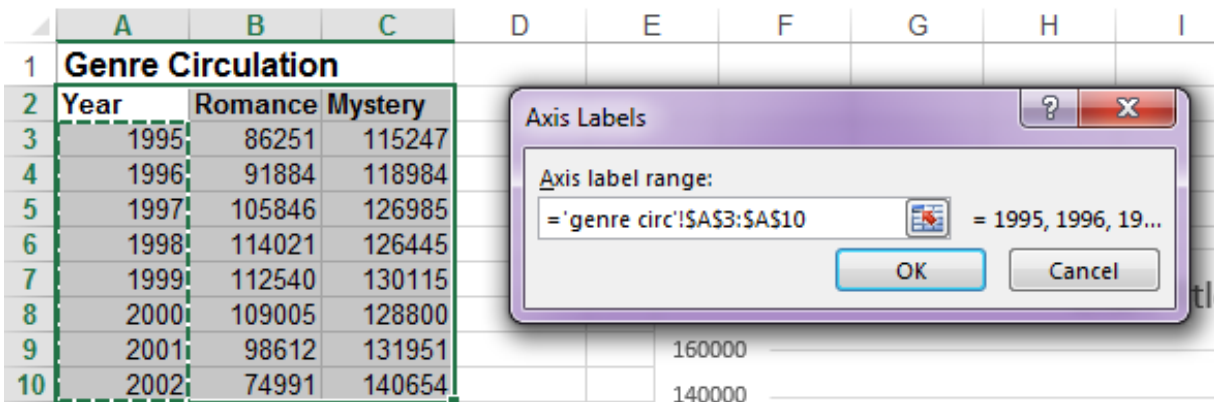 A B C D E F G H I
1 Genre Circulation
2 Year Romance Mystery
3 1995 86251 115247
4 1996 91884 118984
5 1997 105846 126985
6 1998 114021 126445
7 1999 112540 130115
8 2000 109005 128800
9 2001 98612 131951
10 2002 74991 140654
Axis Labels
?
Axis label range:
='genre circ'!$A$3:$A$10 = 1995, 1996, 19...
OK Cancel
160000
140000